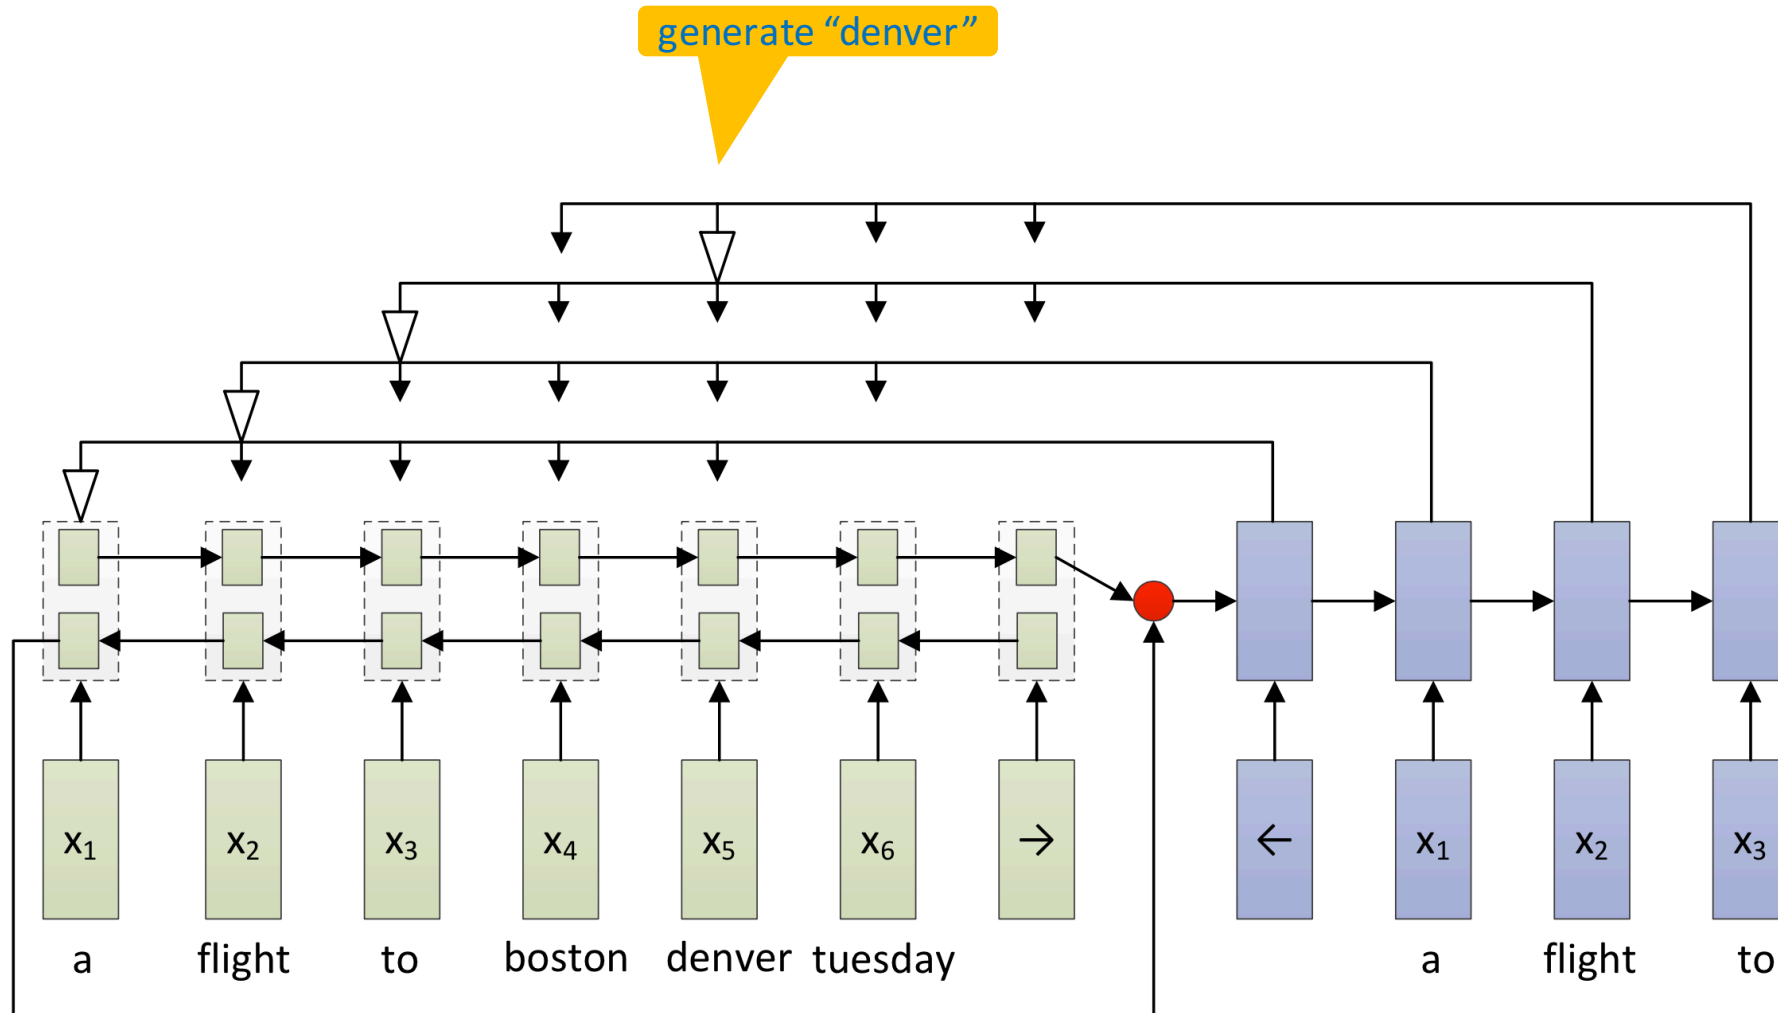 generate “denver”
x₁ x₂ x₃ x₄ x₅ x₆ → ← x₁ x₂ x₃
a flight to boston denver tuesday a flight to